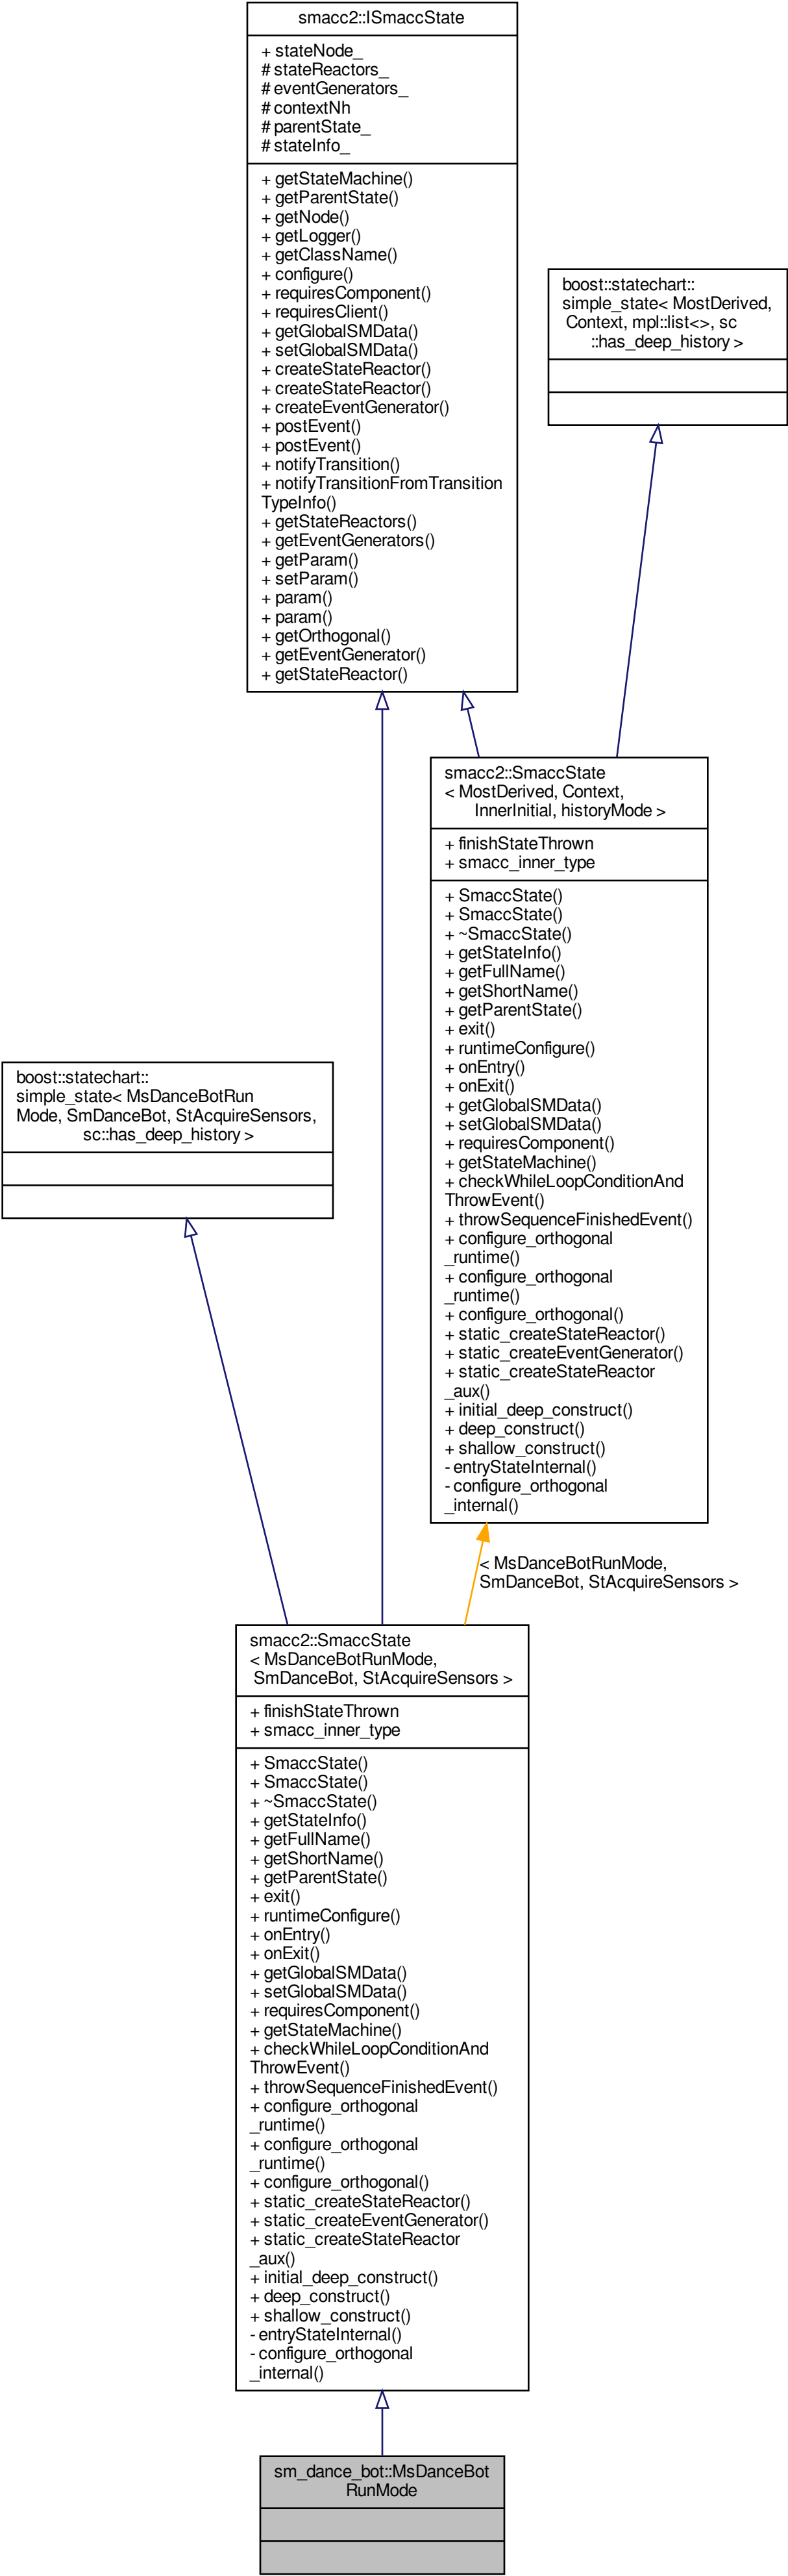 smacc2::ISmaccState
+ stateNode_
# stateReactors_
# eventGenerators_
# contextNh
# parentState_
# stateInfo_
+ getStateMachine()
+ getParentState()
+ getNode()
+ getLogger()
+ getClassName()
+ configure()
+ requiresComponent()
+ requiresClient()
+ getGlobalSMData()
+ setGlobalSMData()
+ createStateReactor()
+ createStateReactor()
+ createEventGenerator()
+ postEvent()
+ postEvent()
+ notifyTransition()
+ notifyTransitionFromTransition
TypeInfo()
+ getStateReactors()
+ getEventGenerators()
+ getParam()
+ setParam()
+ param()
+ param()
+ getOrthogonal()
+ getEventGenerator()
+ getStateReactor()
boost::statechart::
simple_state< MostDerived,
Context, mpl::list<>, sc
::has_deep_history >
smacc2::SmaccState
< MostDerived, Context,
InnerInitial, historyMode >
+ finishStateThrown
+ smacc_inner_type
+ SmaccState()
+ SmaccState()
+ ~SmaccState()
+ getStateInfo()
+ getFullName()
+ getShortName()
+ getParentState()
+ exit()
+ runtimeConfigure()
+ onEntry()
+ onExit()
+ getGlobalSMData()
+ setGlobalSMData()
+ requiresComponent()
+ getStateMachine()
+ checkWhileLoopConditionAnd
ThrowEvent()
+ throwSequenceFinishedEvent()
+ configure_orthogonal
_runtime()
+ configure_orthogonal
_runtime()
+ configure_orthogonal()
+ static_createStateReactor()
+ static_createEventGenerator()
+ static_createStateReactor
_aux()
+ initial_deep_construct()
+ deep_construct()
+ shallow_construct()
- entryStateInternal()
- configure_orthogonal
_internal()
boost::statechart::
simple_state< MsDanceBotRun
Mode, SmDanceBot, StAcquireSensors,
sc::has_deep_history >
< MsDanceBotRunMode,
SmDanceBot, StAcquireSensors >
smacc2::SmaccState
< MsDanceBotRunMode,
SmDanceBot, StAcquireSensors >
+ finishStateThrown
+ smacc_inner_type
+ SmaccState()
+ SmaccState()
+ ~SmaccState()
+ getStateInfo()
+ getFullName()
+ getShortName()
+ getParentState()
+ exit()
+ runtimeConfigure()
+ onEntry()
+ onExit()
+ getGlobalSMData()
+ setGlobalSMData()
+ requiresComponent()
+ getStateMachine()
+ checkWhileLoopConditionAnd
ThrowEvent()
+ throwSequenceFinishedEvent()
+ configure_orthogonal
_runtime()
+ configure_orthogonal
_runtime()
+ configure_orthogonal()
+ static_createStateReactor()
+ static_createEventGenerator()
+ static_createStateReactor
_aux()
+ initial_deep_construct()
+ deep_construct()
+ shallow_construct()
- entryStateInternal()
- configure_orthogonal
_internal()
sm_dance_bot::MsDanceBot
RunMode